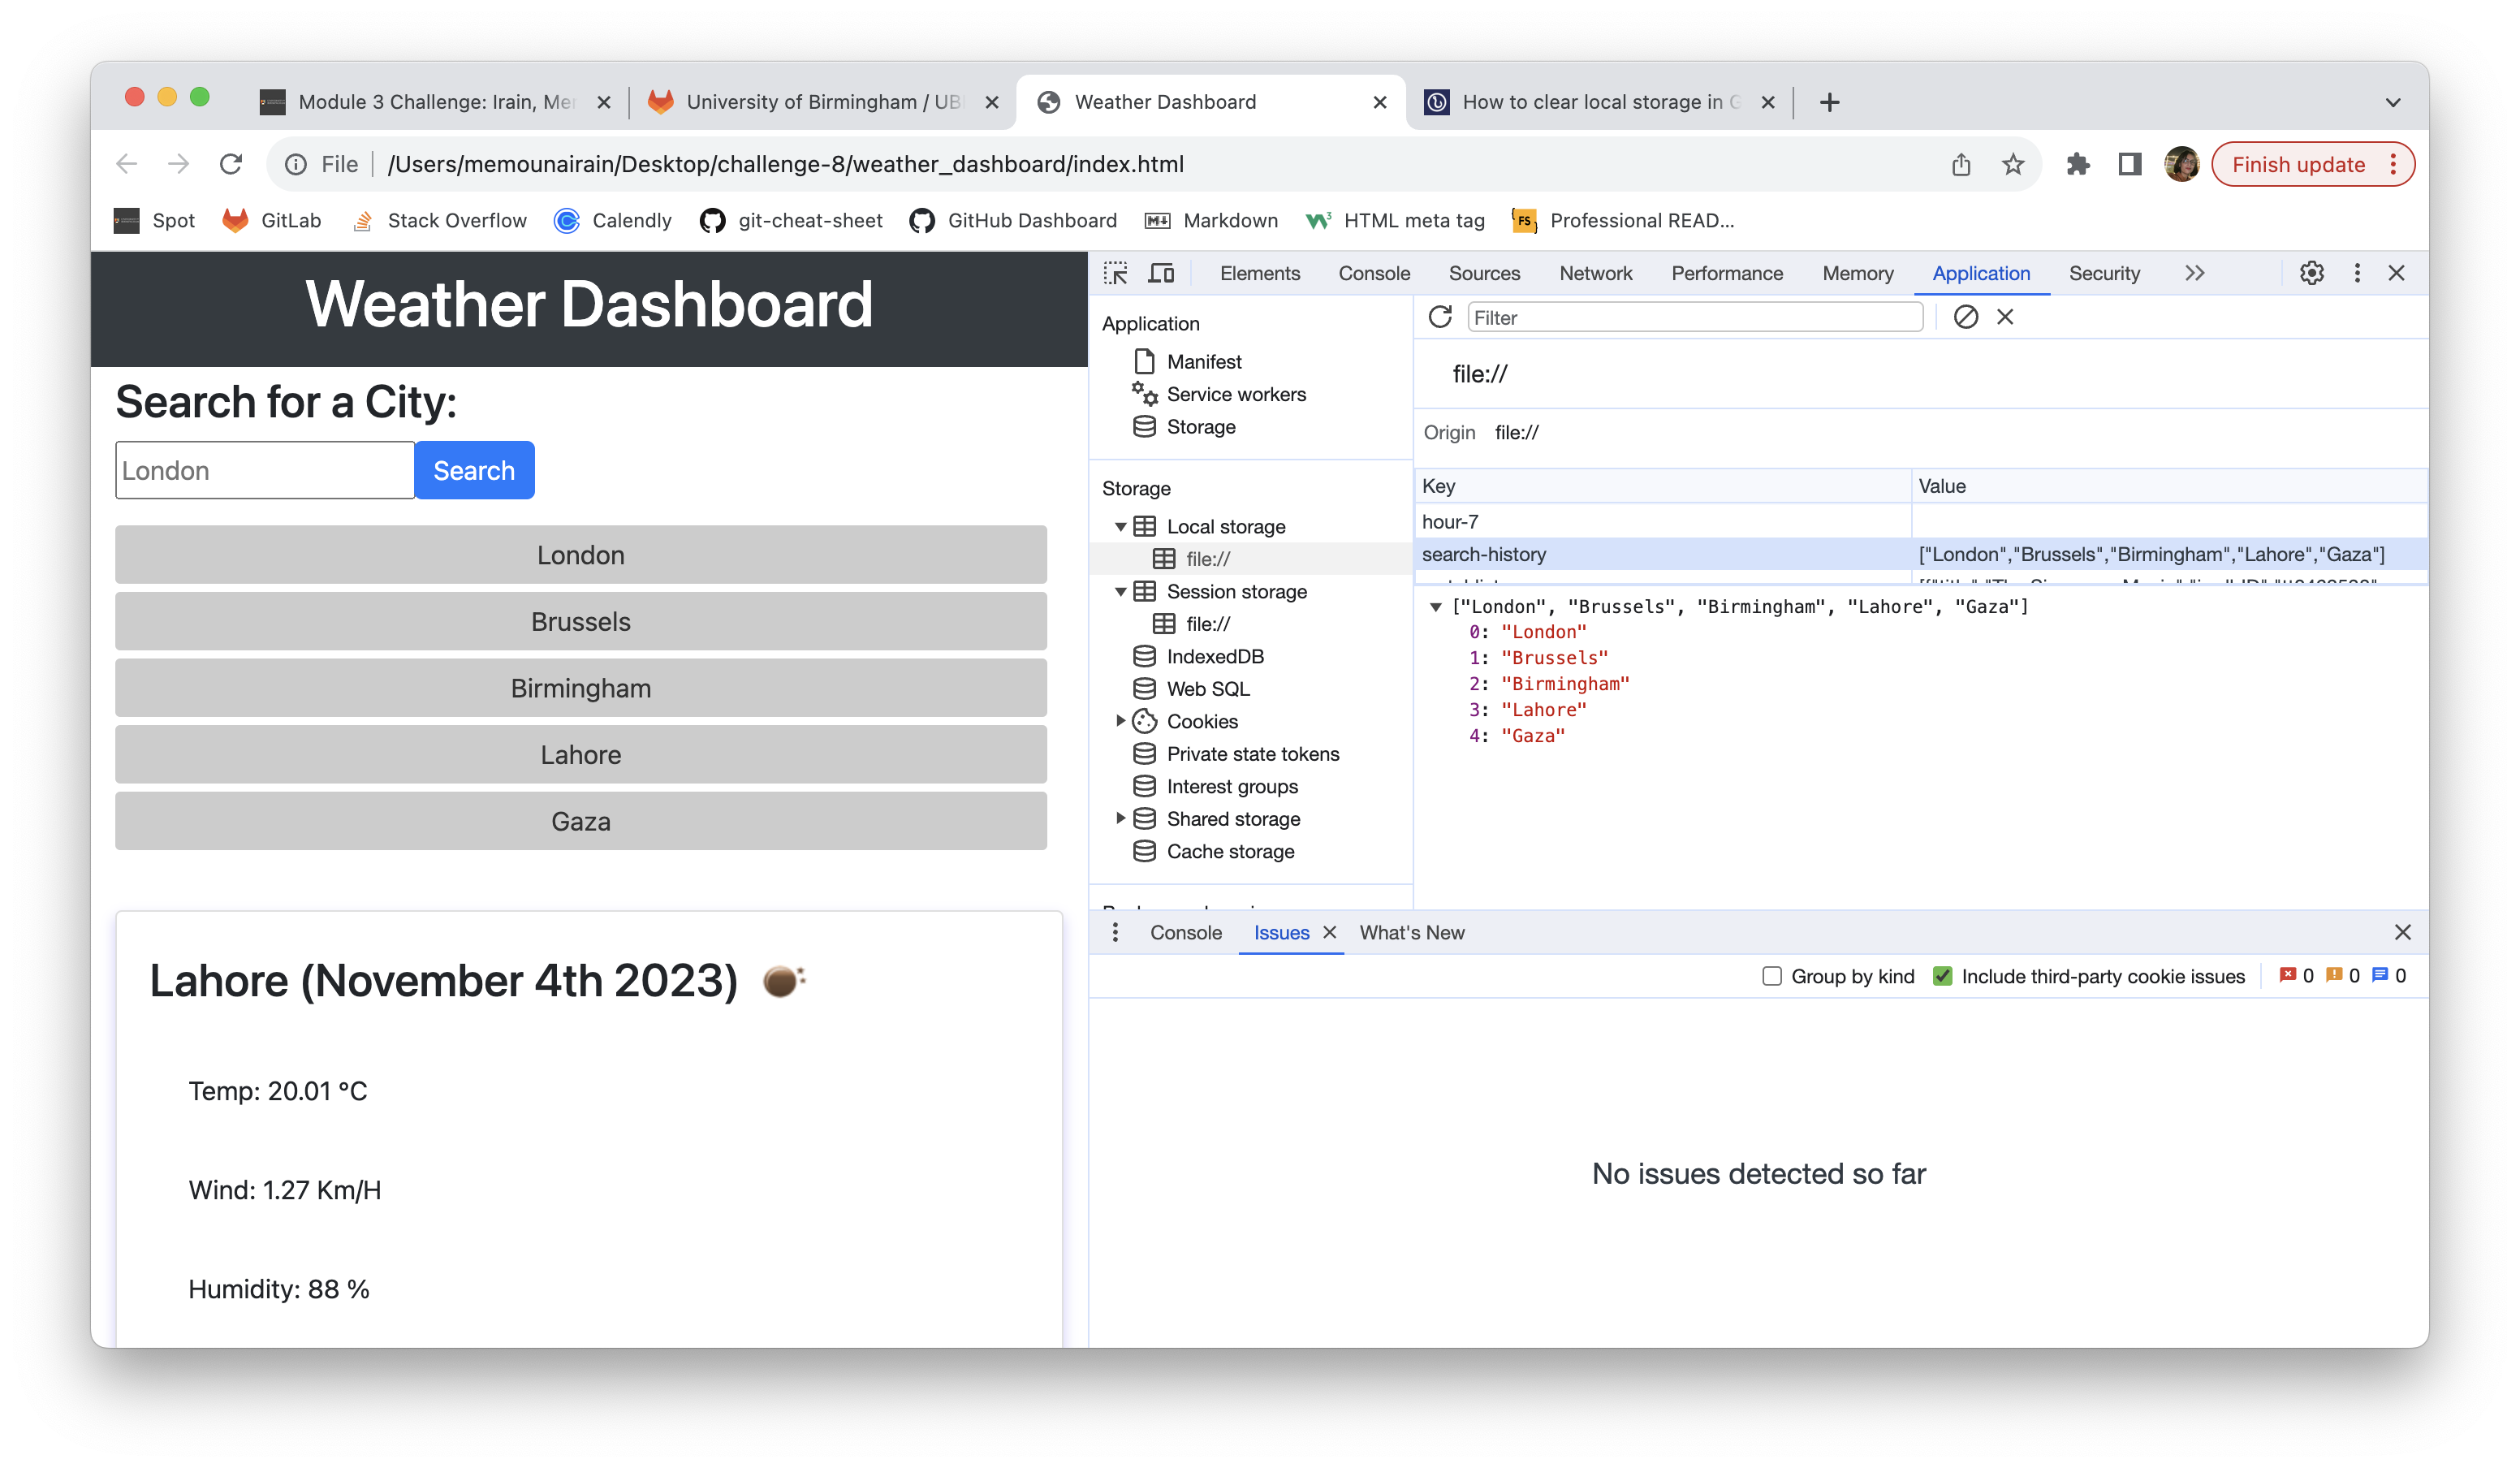 Module 3 Challenge: Irain, Me
University of Birmingham / UB
Weather Dashboard
How to clear local storage in G
File
/Users/memounairain/Desktop/challenge-8/weather_dashboard/index.html
Finish update
Spot
GitLab
Stack Overflow
Calendly
git-cheat-sheet
GitHub Dashboard
Markdown
HTML meta tag
Professional READ...
Weather Dashboard
Search for a City:
London
Search
London
Brussels
Birmingham
Lahore
Gaza
Lahore (November 4th 2023)
Temp: 20.01 °C
Wind: 1.27 Km/H
Humidity: 88 %
Elements
Console
Sources
Network
Performance
Memory
Application
Security
Application
Manifest
Service workers
Storage
Storage
Local storage
file://
Session storage
file://
IndexedDB
Web SQL
Cookies
Private state tokens
Interest groups
Shared storage
Cache storage
Filter
file://
Origin file://
Key Value
hour-7
search-history ["London","Brussels","Birmingham","Lahore","Gaza"]
["London", "Brussels", "Birmingham", "Lahore", "Gaza"]
0: "London"
1: "Brussels"
2: "Birmingham"
3: "Lahore"
4: "Gaza"
Console
Issues
What's New
Group by kind
Include third-party cookie issues
0
0
0
No issues detected so far